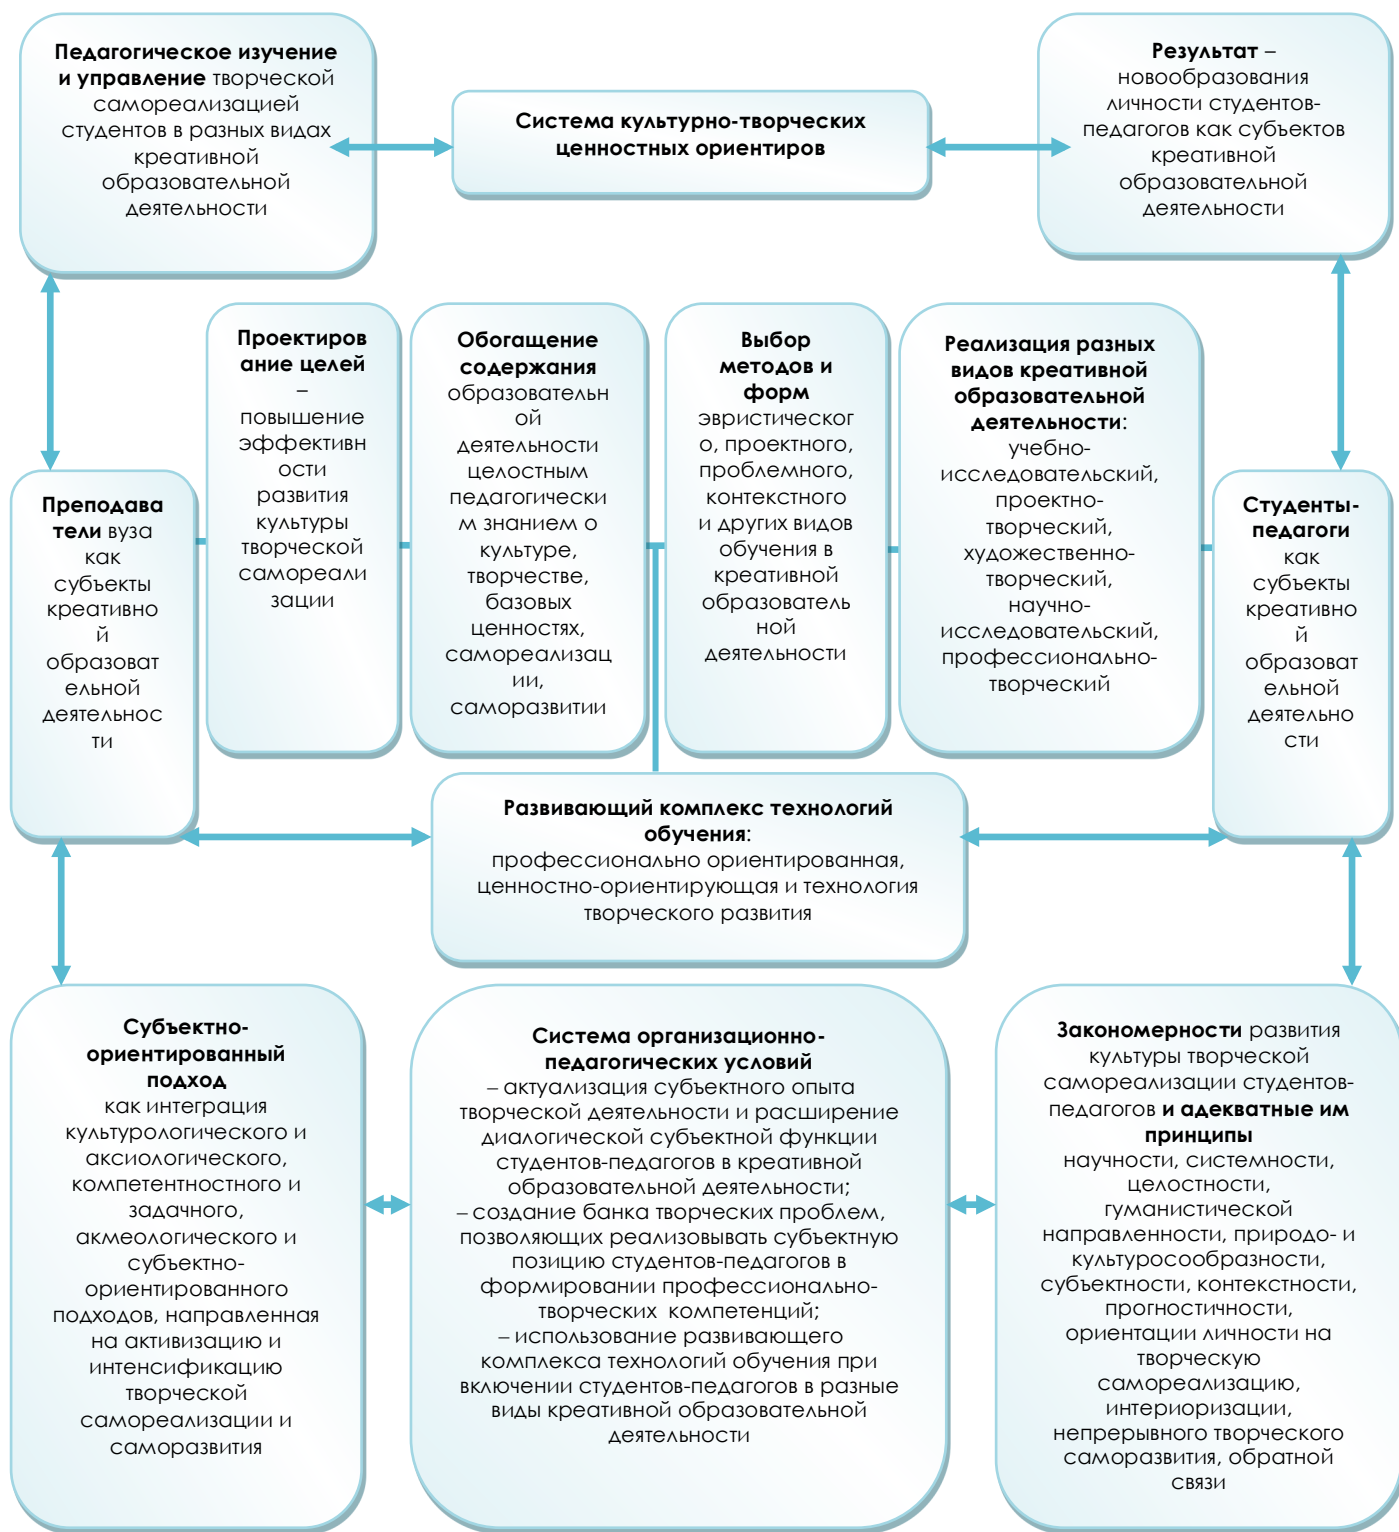 Педагогическое изучение
и управление творческой
самореализацией
студентов в разных видах
креативной
образовательной
деятельности
Система культурно-творческих
ценностных ориентиров
Результат –
новообразования
личности студентов-
педагогов как субъектов
креативной
образовательной
деятельности
Преподава
тели вуза
как
субъекты
креативно
й
образоват
ельной
деятельнос
ти
Проектиров
ание целей
–
повышение
эффективн
ости
развития
культуры
творческой
самореали
зации
Обогащение
содержания
образовательн
ой
деятельности
целостным
педагогически
м знанием о
культуре,
творчестве,
базовых
ценностях,
самореализац
ии,
саморазвитии
Выбор
методов и
форм
эвристическог
о, проектного,
проблемного,
контекстного
и других видов
обучения в
креативной
образователь
ной
деятельности
Реализация разных
видов креативной
образовательной
деятельности:
учебно-
исследовательский,
проектно-
творческий,
художественно-
творческий,
научно-
исследовательский,
профессионально-
творческий
Студенты-
педагоги
как
субъекты
креативно
й
образоват
ельной
деятельно
сти
Развивающий комплекс технологий
обучения:
профессионально ориентированная,
ценностно-ориентирующая и технология
творческого развития
Субъектно-
ориентированный
подход
как интеграция
культурологического и
аксиологического,
компетентностного и
задачного,
акмеологического и
субъектно-
ориентированного
подходов, направленная
на активизацию и
интенсификацию
творческой
самореализации и
саморазвития
Система организационно-
педагогических условий
– актуализация субъектного опыта
творческой деятельности и расширение
диалогической субъектной функции
студентов-педагогов в креативной
образовательной деятельности;
– создание банка творческих проблем,
позволяющих реализовывать субъектную
позицию студентов-педагогов в
формировании профессионально-
творческих компетенций;
– использование развивающего
комплекса технологий обучения при
включении студентов-педагогов в разные
виды креативной образовательной
деятельности
Закономерности развития
культуры творческой
самореализации студентов-
педагогов и адекватные им
принципы
научности, системности,
целостности,
гуманистической
направленности, природо- и
культуросообразности,
субъектности, контекстности,
прогностичности,
ориентации личности на
творческую
самореализацию,
интериоризации,
непрерывного творческого
саморазвития, обратной
связи